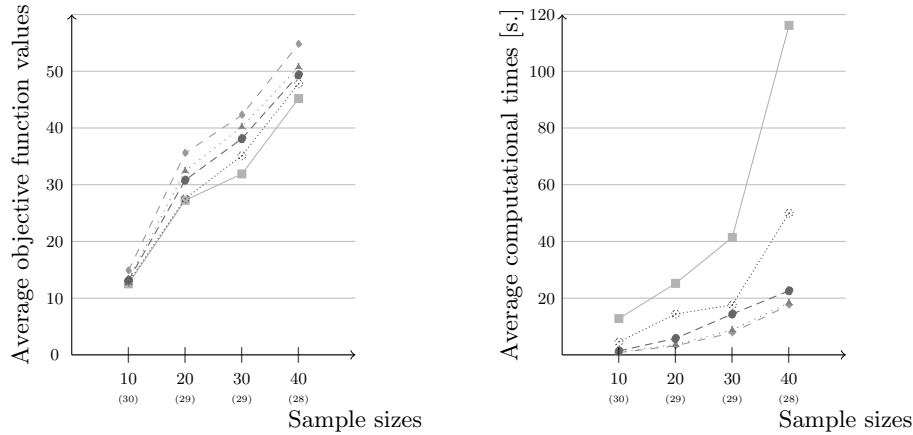 Average objective function values
50
40
30
20
10
0
10 20 30 40
(30) (29) (29) (28)
Sample sizes
Average computational times [s.]
120
100
80
60
40
20
10 20 30 40
(30) (29) (29) (28)
Sample sizes